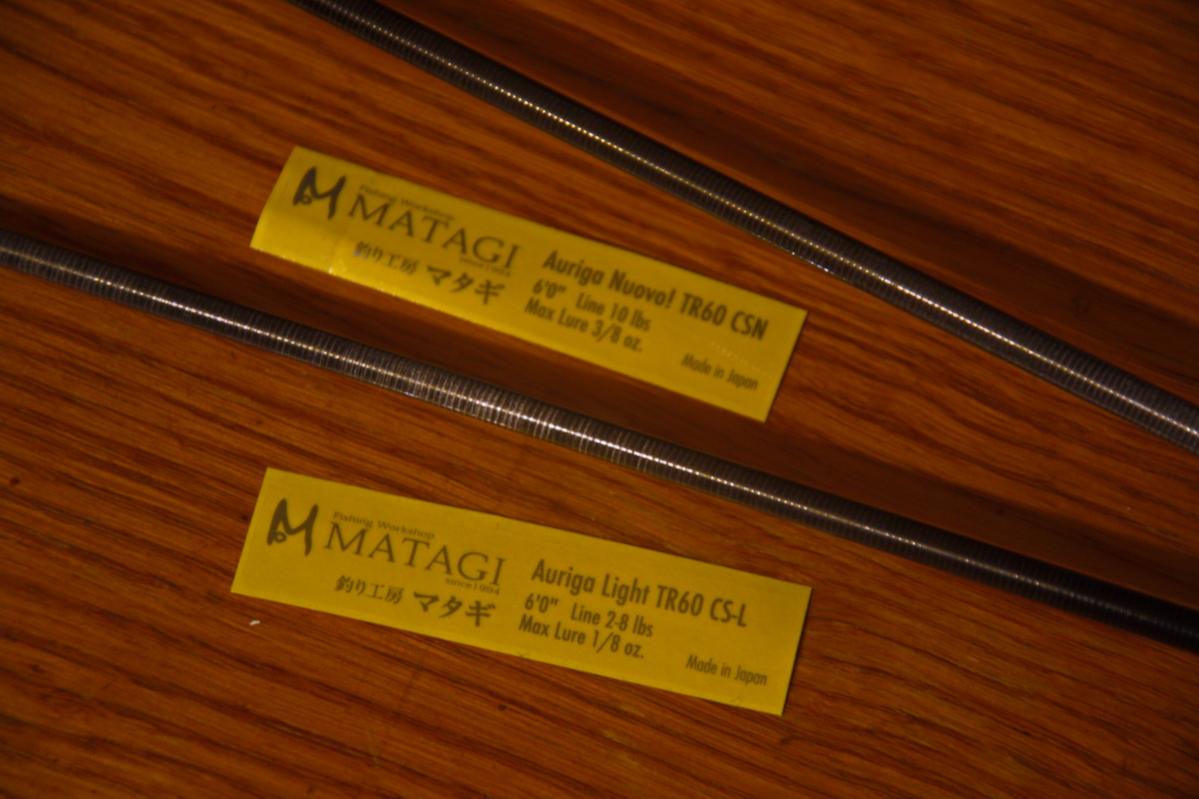 Fishing Workshop
MATAGI
since1984
釣り工房 マタギ
Auriga Nuovo! TR60 CSN
6'0" Line 10 lbs
Max Lure 3/8 oz.
Made in Japan
Fishing Workshop
MATAGI
since1984
釣り工房 マタギ
Auriga Light TR60 CS-L
6'0" Line 2-8 lbs
Max Lure 1/8 oz.
Made in Japan